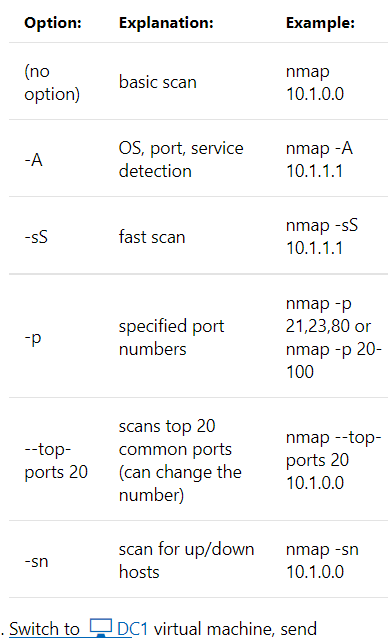 Option: Explanation: Example:
(no nmap
basic scan
option) 10.1.0.0
OS, port, service nmap -A
-A
detection 10.1.1.1
nmap -sS
-sS fast scan
10.1.1.1
nmap -p
specified port 21,23,80 or
-p
numbers nmap -p 20-
100
scans top 20
--top- common ports nmap --top-
ports 20 (can change the ports 20
number) 10.1.0.0
scan for up/down nmap -sn
-sn
hosts 10.1.0.0
. Switch to DC1 virtual machine, send